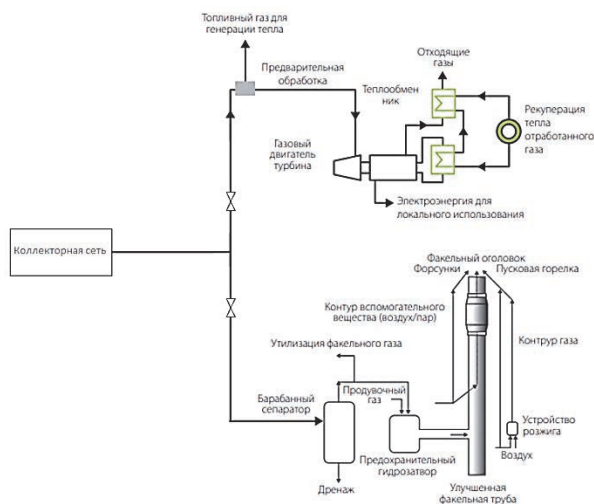 Топливный газ для
генерации тепла
Предварительная
обработка
Отходящие
газы
Теплообмен
ник
Рекуперация
тепла
отработанного
газа
Газовый
двигатель
турбина
Электроэнергия для
локального использования
Коллекторная сеть
Факельный оголовок
Форсунки
Пусковая горелка
Контур вспомогательного
вещества (воздух/пар)
Контрур газа
Утилизация факельного газа
Барабанный
сепаратор
Продувочный
газ
Устройство
розжига
Предохранительный
гидрозатвор
Воздух
Дренаж
Улучшенная
факельная труба